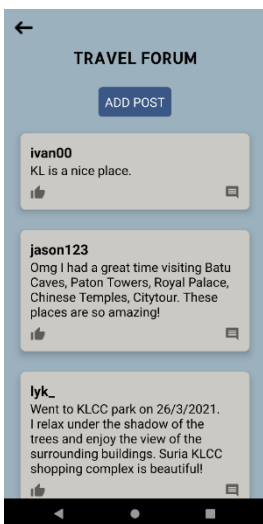 TRAVEL FORUM
ADD POST
ivan00
KL is a nice place.
jason123
Omg I had a great time visiting Batu
Caves, Paton Towers, Royal Palace,
Chinese Temples, Citytour. These
places are so amazing!
lyk_
Went to KLCC park on 26/3/2021.
I relax under the shadow of the
trees and enjoy the view of the
surrounding buildings. Suria KLCC
shopping complex is beautiful!